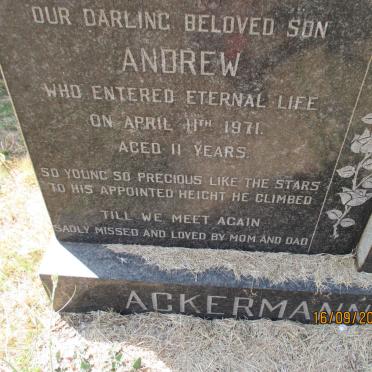 OUR DARLING BELOVED SON
ANDREW
WHO ENTERED ETERNAL LIFE
ON APRIL 11TH 1971.
AGED 11 YEARS.
SO YOUNG SO PRECIOUS LIKE THE STARS
TO HIS APPOINTED HEIGHT HE CLIMBED
TILL WE MEET AGAIN
SADLY MISSED AND LOVED BY MOM AND DAD
ACKERMANN
16/09/20